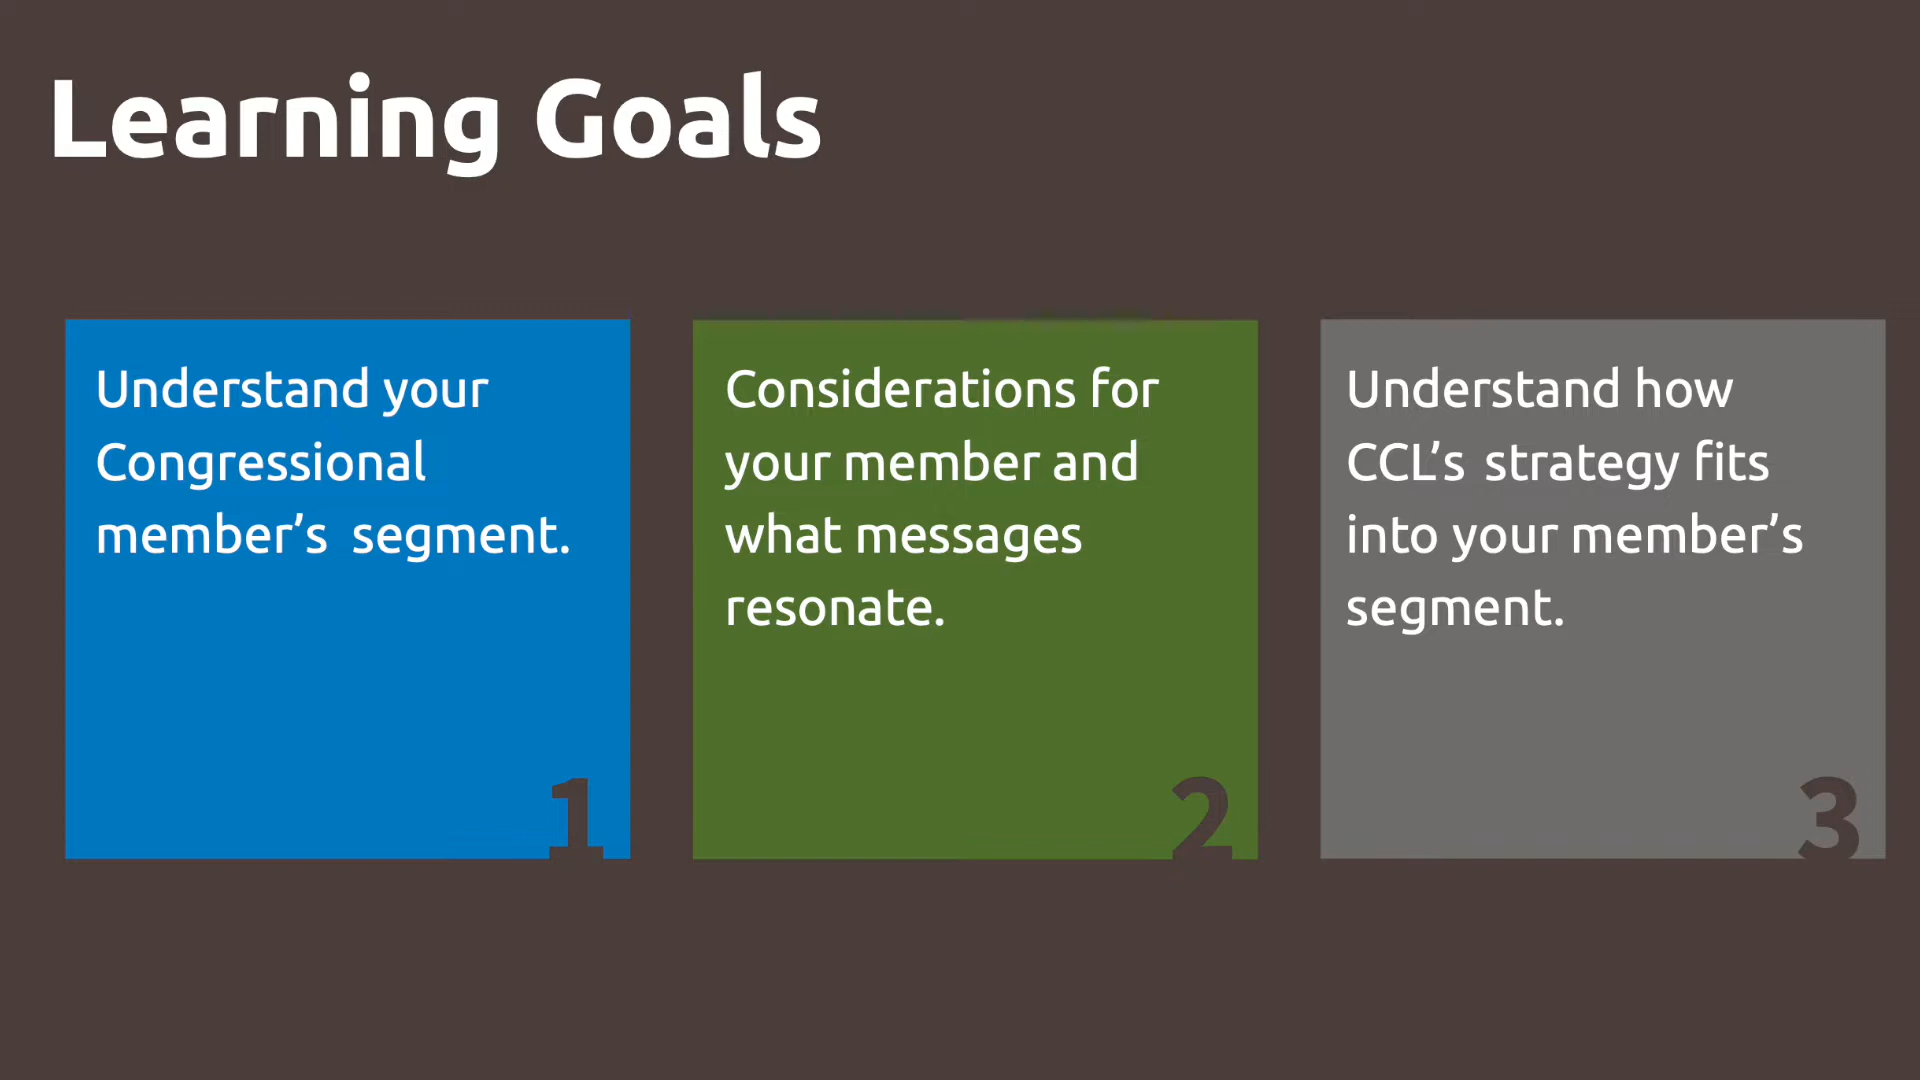 Learning Goals
Understand your
Congressional
member’s segment.
1
Considerations for
your member and
what messages
resonate.
2
Understand how
CCL’s strategy fits
into your member’s
segment.
3